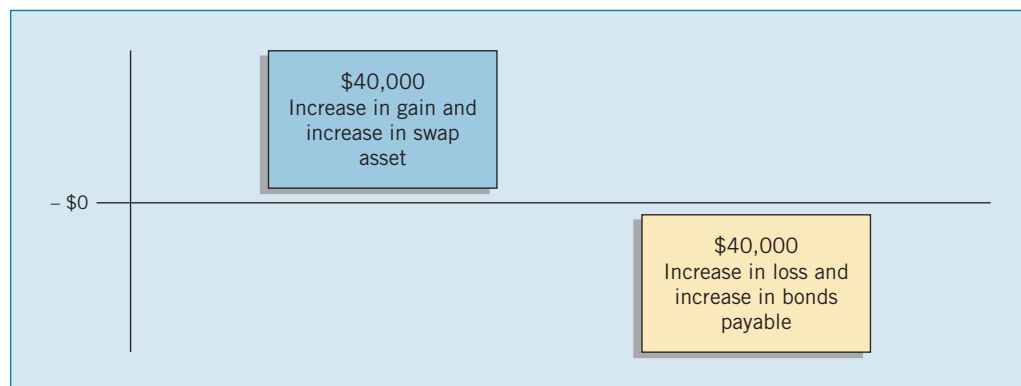 $40,000
Increase in gain and
increase in swap
asset
– $0
$40,000
Increase in loss and
increase in bonds
payable